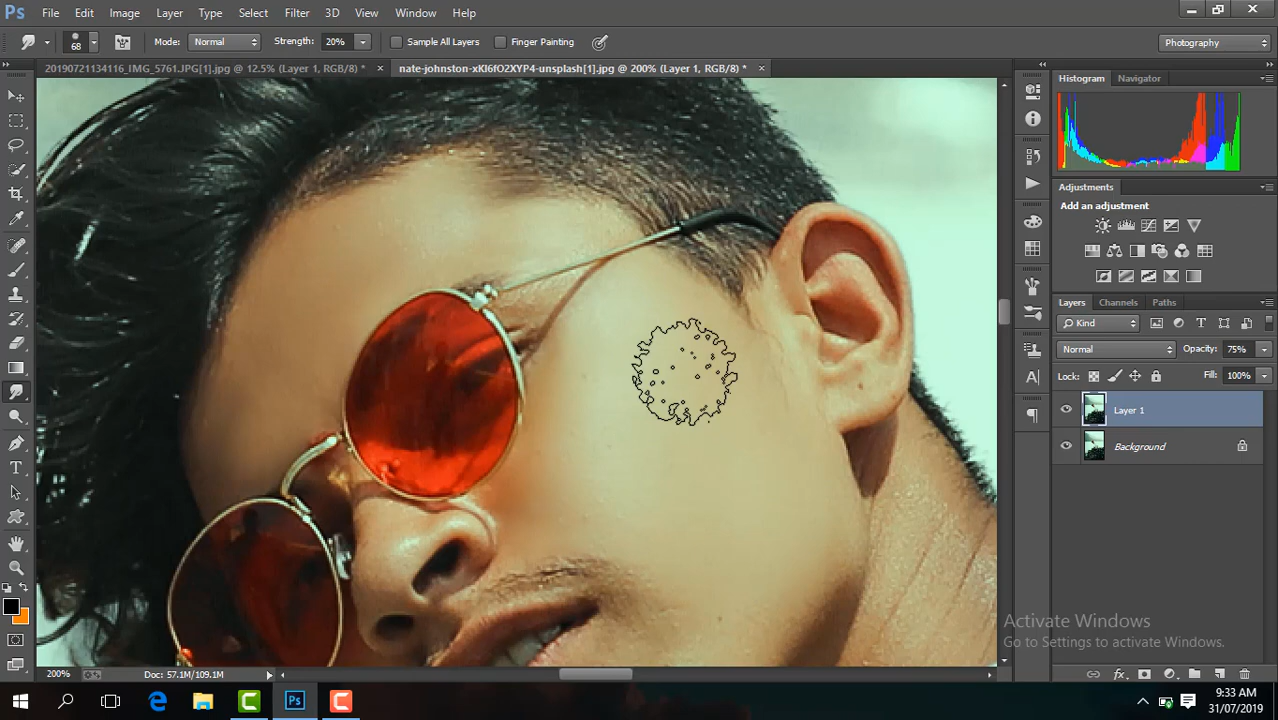 Ps File Edit Image Layer Type Select Filter 3D View Window Help
68 Mode: Normal Strength: 20% Sample All Layers Finger Painting Photography
20190721134116_IMG_5761.JPG[1].jpg @ 12.5% (Layer 1, RGB/8) * × nate-johnston-xKl6fO2XYP4-unsplash[1].jpg @ 200% (Layer 1, RGB/8) * ×
Histogram Navigator
Adjustments
Add an adjustment
Layers Channels Paths
Kind
Normal Opacity: 75%
Lock: Fill: 100%
Layer 1
Background
Activate Windows
Go to Settings to activate Windows.
200% Doc: 57.1M/109.1M
9:33 AM
31/07/2019